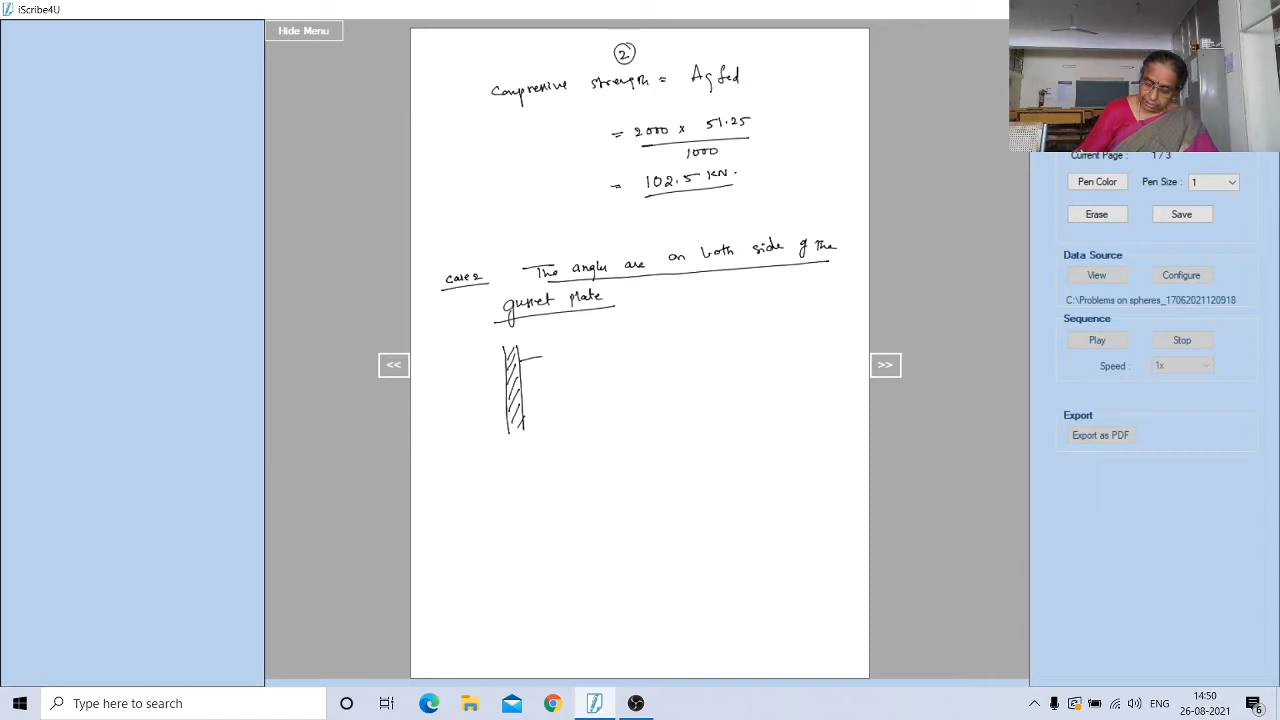 iScribe4U
Hide Menu
2
Compressive strength = Ag fcd
= 2000 x 51.25
1000
= 102.5 KN.
Case 2 The angles are on both side of the
gusset plate
<<
>>
Current Page : 1 / 3
Pen Color Pen Size : 1
Erase Save
Data Source
View Configure
C:\Problems on spheres_17062021120918
Sequence
Play Stop
Speed : 1x
Export
Export as PDF
Type here to search
14:50
26-08-2021
6